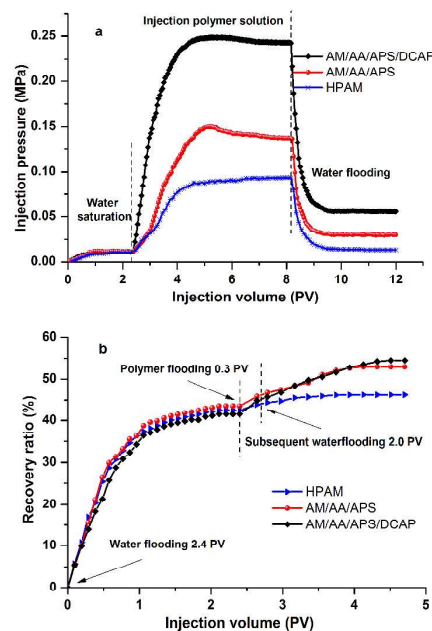 a
Injection polymer solution
AM/AA/APS/DCAP
AM/AA/APS
HPAM
Water
saturation
Water flooding
Injection pressure (MPa)
0.25
0.20
0.15
0.10
0.05
0.00
0 2 4 6 8 10 12
Injection volume (PV)
b
Polymer flooding 0.3 PV
Subsequent waterflooding 2.0 PV
HPAM
AM/AA/APS
AM/AA/APS/DCAP
Water flooding 2.4 PV
Recovery ratio (%)
60
50
40
30
20
10
0
0 1 2 3 4 5
Injection volume (PV)